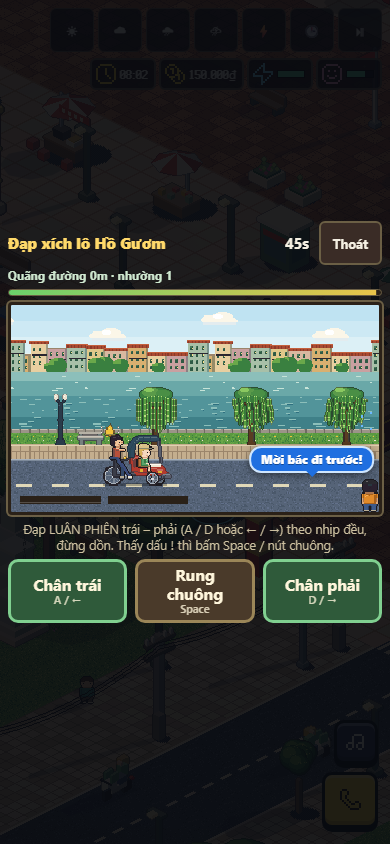 00:02
150.000₫
Đạp xích lô Hồ Gươm
45s
Thoát
Quãng đường 0m · nhường 1
Mời bác đi trước!
Đạp LUÂN PHIÊN trái – phải (A / D hoặc ← / →) theo nhịp đều,
đừng dồn. Thấy dấu ! thì bấm Space / nút chuông.
Chân trái
A / ←
Rung
chuông
Space
Chân phải
D / →